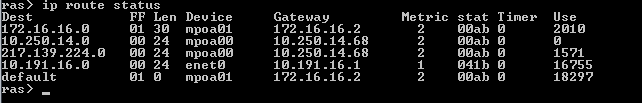 ras> ip route status
Dest FF Len Device Gateway Metric stat Timer Use
172.16.16.0 01 30 mpoa01 172.16.16.2 2 00ab 0 2010
10.250.14.0 00 24 mpoa00 10.250.14.68 2 00ab 0 0
217.139.224.0 00 24 mpoa00 10.250.14.68 2 00ab 0 1571
10.191.16.0 00 24 enet0 10.191.16.1 1 041b 0 16755
default 01 0 mpoa01 172.16.16.2 2 00ab 0 18297
ras> _